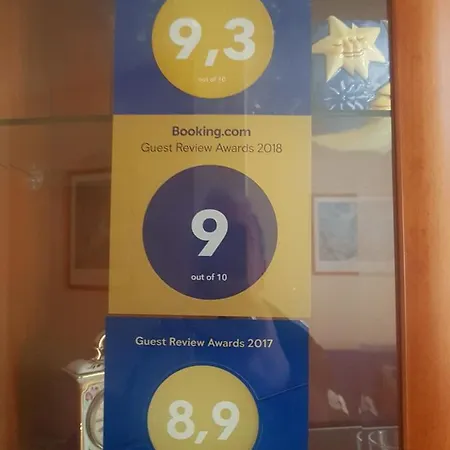 9,3
out of 10
Booking.com
Guest Review Awards 2018
9
out of 10
Guest Review Awards 2017
8,9